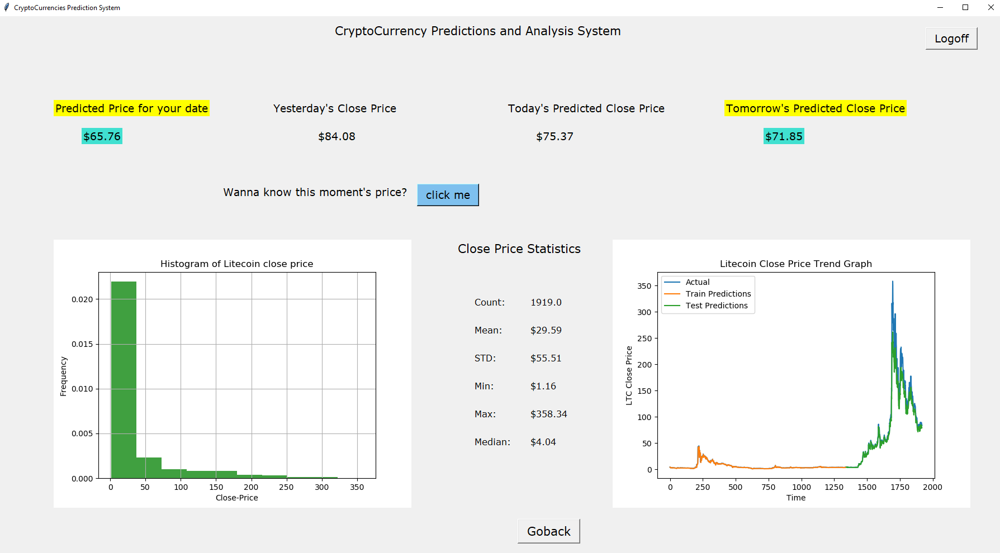 CryptoCurrencies Prediction System
CryptoCurrency Predictions and Analysis System
Logoff
Predicted Price for your date
Yesterday's Close Price
Today's Predicted Close Price
Tomorrow's Predicted Close Price
$65.76
$84.08
$75.37
$71.85
Wanna know this moment's price?
click me
Histogram of Litecoin close price
Frequency
0.020
0.015
0.010
0.005
0.000
0 50 100 150 200 250 300 350
Close-Price
Close Price Statistics
Count: 1919.0
Mean: $29.59
STD: $55.51
Min: $1.16
Max: $358.34
Median: $4.04
Litecoin Close Price Trend Graph
Actual
Train Predictions
Test Predictions
LTC Close Price
350
300
250
200
150
100
50
0
0 250 500 750 1000 1250 1500 1750 2000
Time
Goback